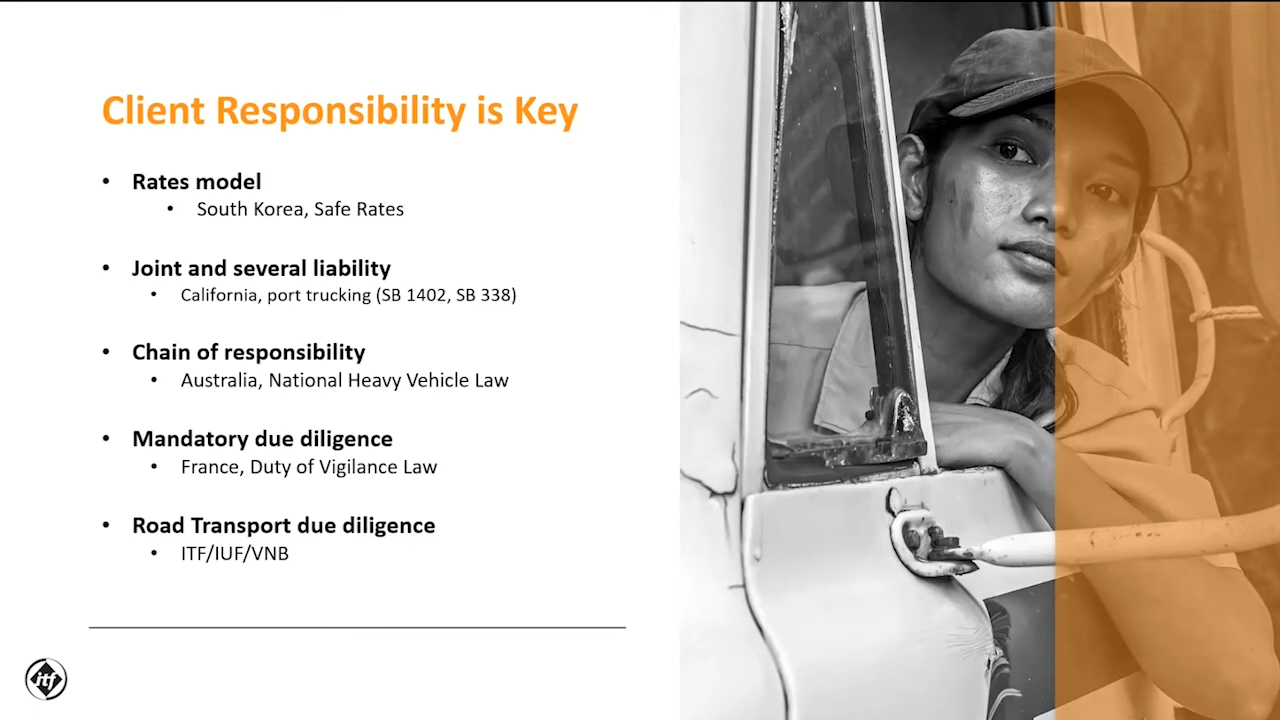 Client Responsibility is Key
• Rates model
• South Korea, Safe Rates
• Joint and several liability
• California, port trucking (SB 1402, SB 338)
• Chain of responsibility
• Australia, National Heavy Vehicle Law
• Mandatory due diligence
• France, Duty of Vigilance Law
• Road Transport due diligence
• ITF/IUF/VNB
itf